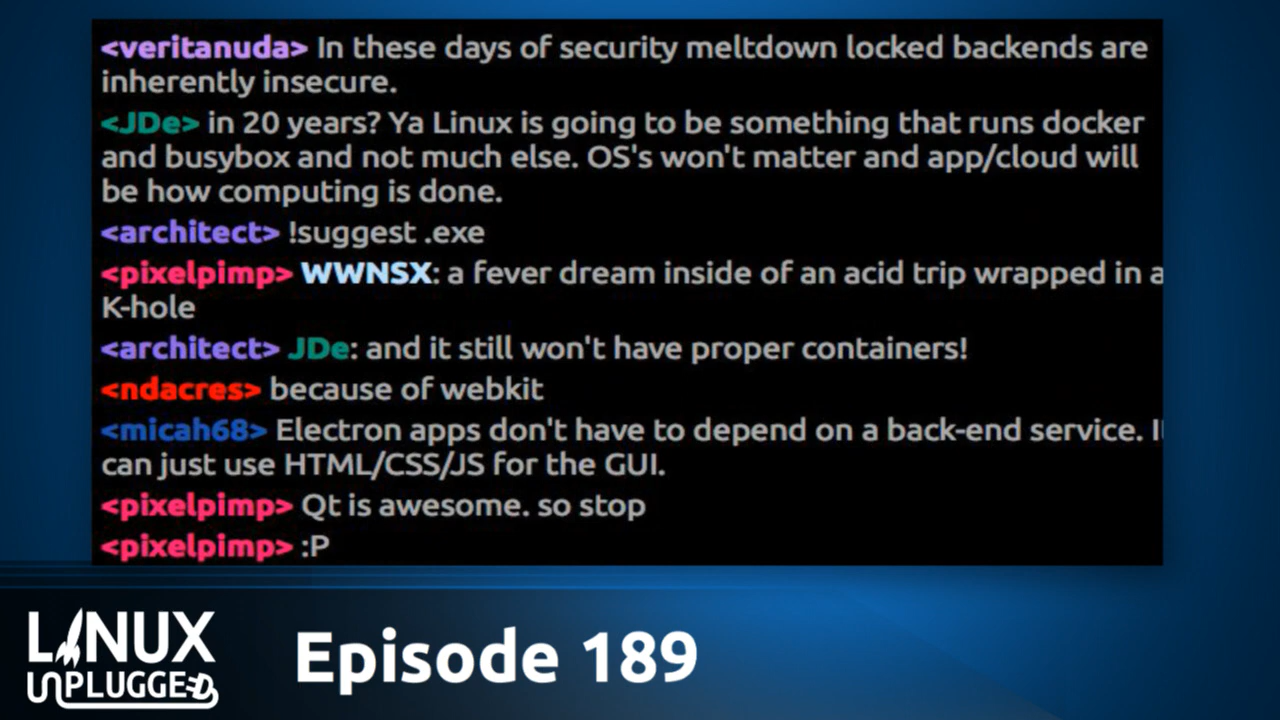 <veritanuda> In these days of security meltdown locked backends are
inherently insecure.
<JDe> in 20 years? Ya Linux is going to be something that runs docker
and busybox and not much else. OS's won't matter and app/cloud will
be how computing is done.
<architect> !suggest .exe
<pixelpimp> WWNSX: a fever dream inside of an acid trip wrapped in a
K-hole
<architect> JDe: and it still won't have proper containers!
<ndacres> because of webkit
<micah68> Electron apps don't have to depend on a back-end service.
can just use HTML/CSS/JS for the GUI.
<pixelpimp> Qt is awesome. so stop
<pixelpimp> :P
LINUX
UNPLUGGED
Episode 189